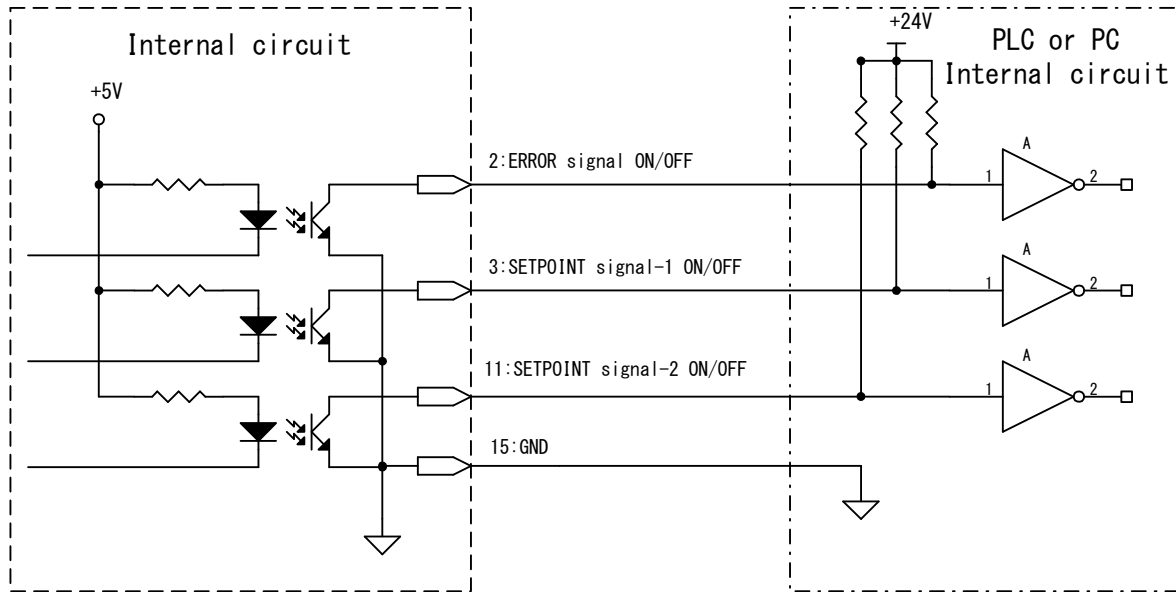 Internal circuit
+5V
2:ERROR signal ON/OFF
3:SETPOINT signal-1 ON/OFF
11:SETPOINT signal-2 ON/OFF
15:GND
+24V
PLC or PC
Internal circuit
A
1 2
A
1 2
A
1 2